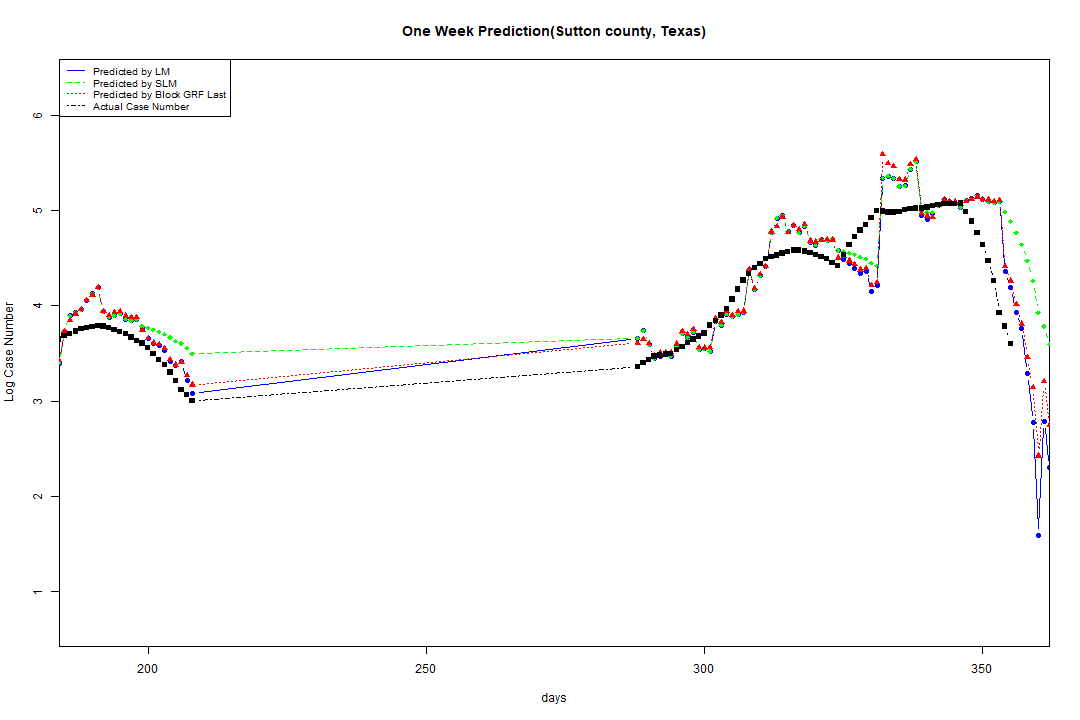 One Week Prediction(Sutton county, Texas)
Predicted by LM
Predicted by SLM
Predicted by Block GRF Last
Actual Case Number
6
5
4
3
2
1
Log Case Number
200
250
300
350
days